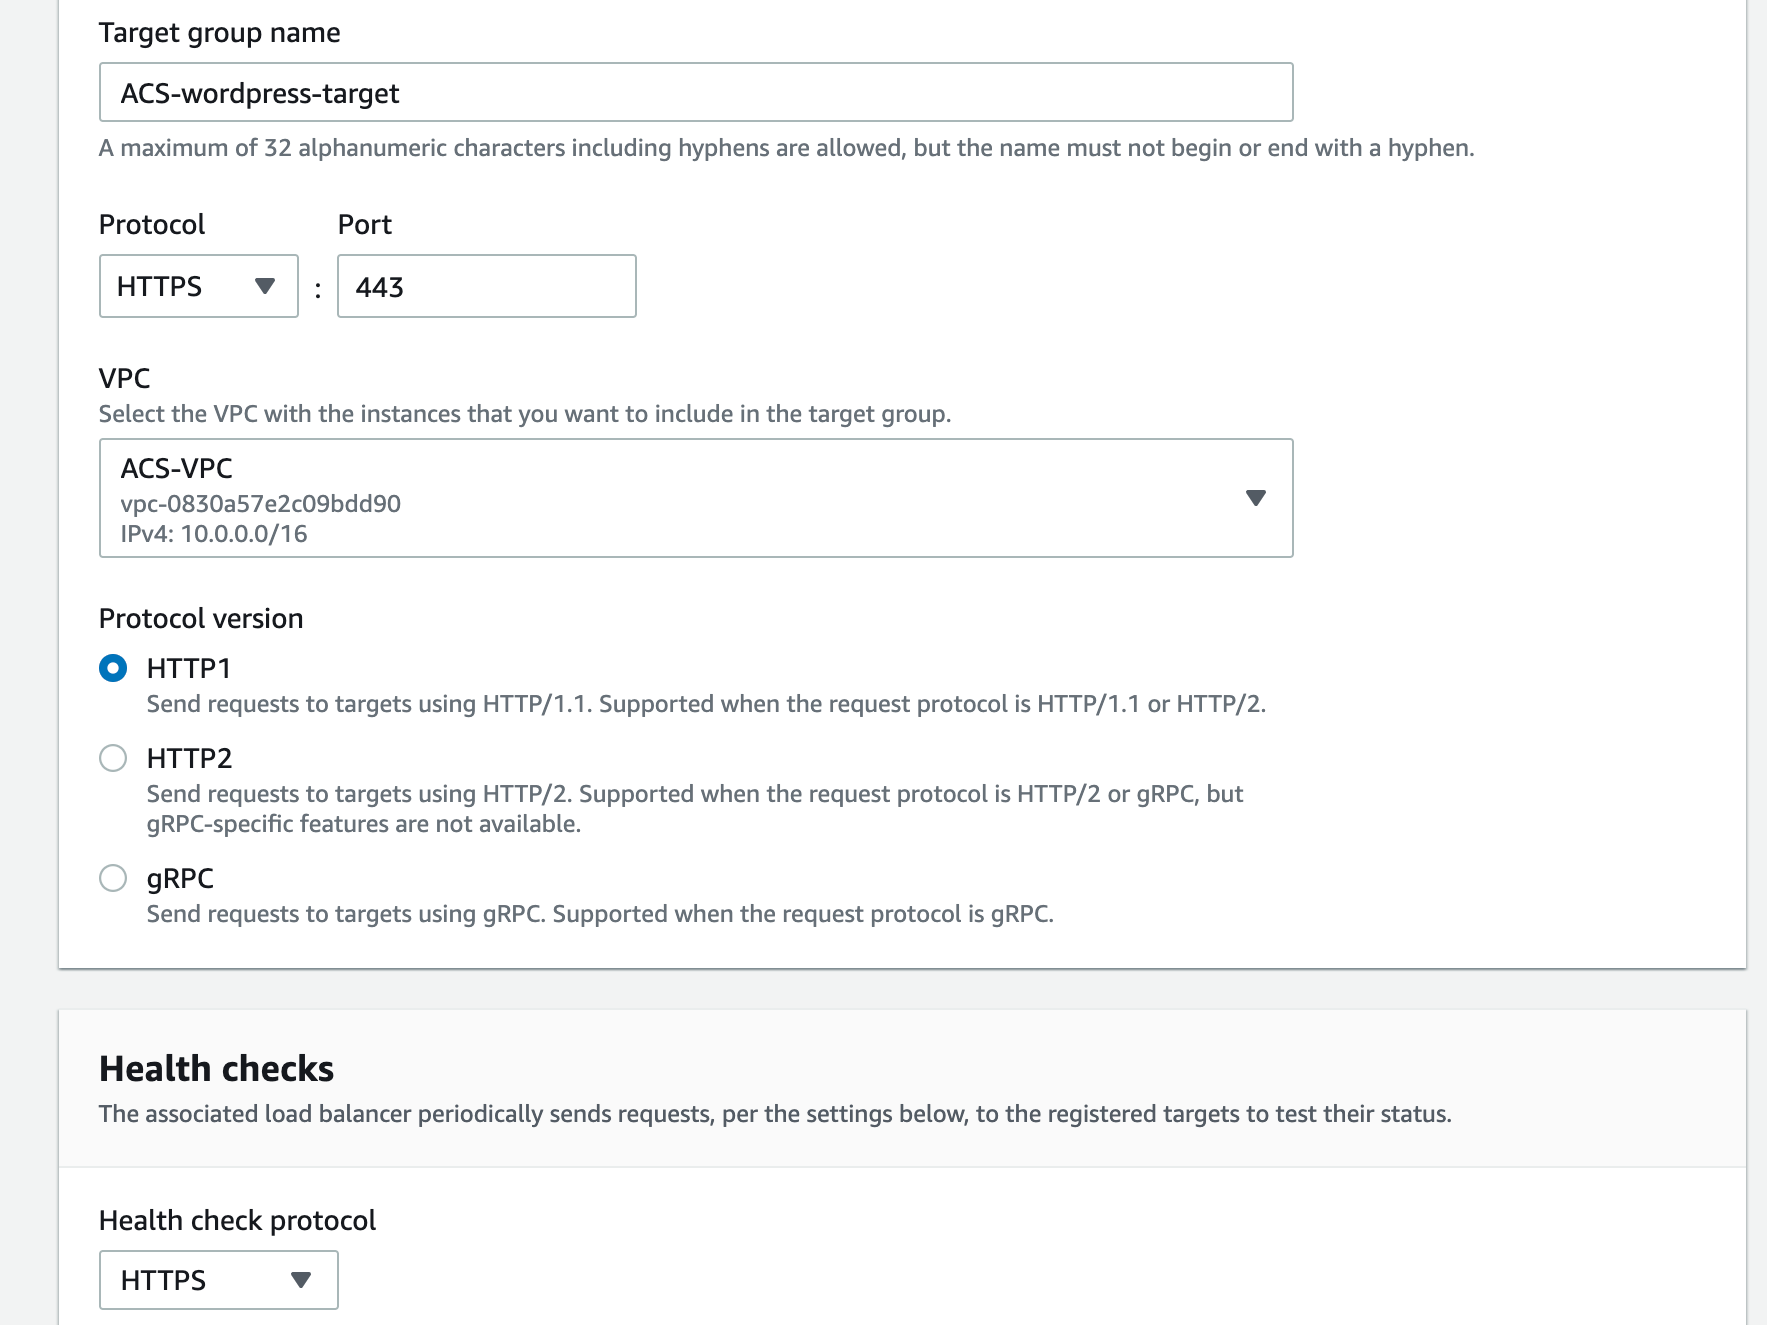 Target group name
ACS-wordpress-target
A maximum of 32 alphanumeric characters including hyphens are allowed, but the name must not begin or end with a hyphen.
Protocol Port
HTTPS : 443
VPC
Select the VPC with the instances that you want to include in the target group.
ACS-VPC
vpc-0830a57e2c09bdd90
IPv4: 10.0.0.0/16
Protocol version
HTTP1
Send requests to targets using HTTP/1.1. Supported when the request protocol is HTTP/1.1 or HTTP/2.
HTTP2
Send requests to targets using HTTP/2. Supported when the request protocol is HTTP/2 or gRPC, but
gRPC-specific features are not available.
gRPC
Send requests to targets using gRPC. Supported when the request protocol is gRPC.
Health checks
The associated load balancer periodically sends requests, per the settings below, to the registered targets to test their status.
Health check protocol
HTTPS